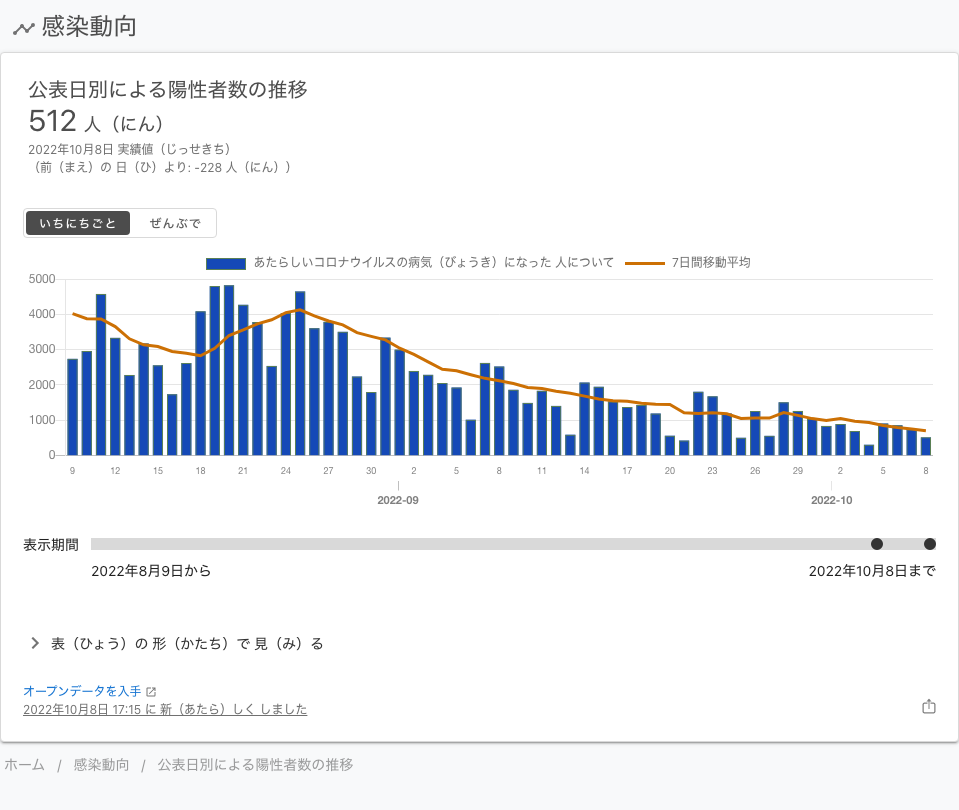 感染動向
公表日別による陽性者数の推移
512 人（にん）
2022年10月8日 実績値（じっせきち）
（前（まえ）の 日（ひ）より: -228 人（にん））
いちにちごと ぜんぶで
あたらしいコロナウイルスの病気（びょうき）になった 人について 7日間移動平均
5000
4000
3000
2000
1000
0
9 12 15 18 21 24 27 30 2 5 8 11 14 17 20 23 26 29 2 5 8
2022-09 2022-10
表示期間
2022年8月9日から 2022年10月8日まで
表（ひょう）の 形（かたち）で 見（み）る
オープンデータを入手
2022年10月8日 17:15 に 新（あたら）しく しました
ホーム / 感染動向 / 公表日別による陽性者数の推移